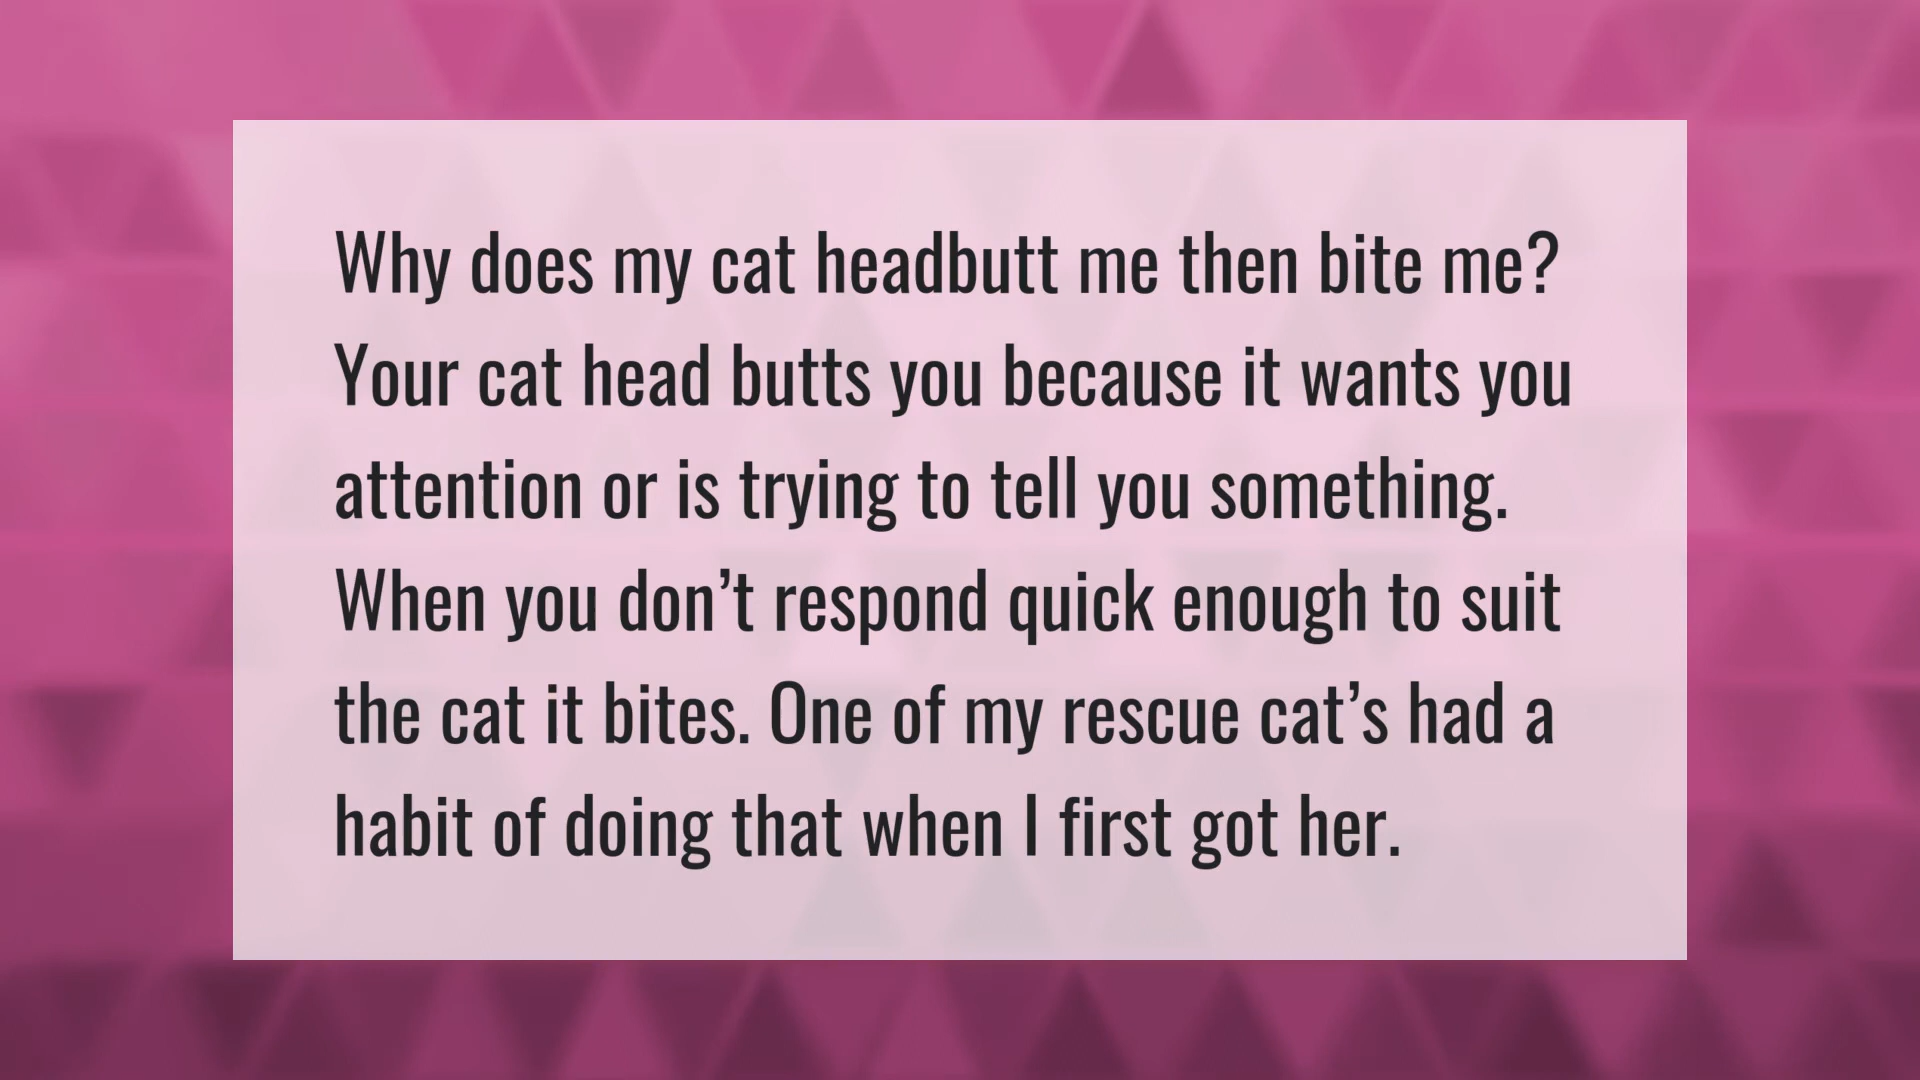 Why does my cat headbutt me then bite me?
Your cat head butts you because it wants you
attention or is trying to tell you something.
When you don’t respond quick enough to suit
the cat it bites. One of my rescue cat’s had a
habit of doing that when I first got her.